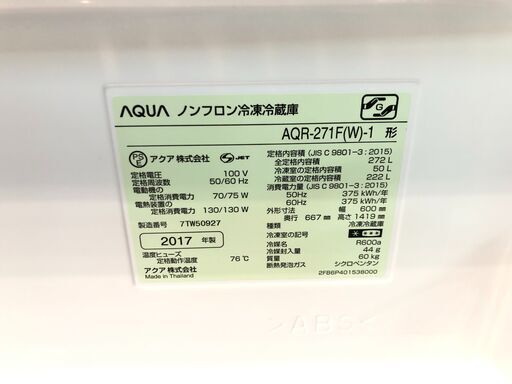 AQUA ノンフロン冷凍冷蔵庫
G
AQR-271F(W)-1 形
PS E アクア株式会社 S JET
定格電圧 100 V
定格周波数 50/60 Hz
電動機の
定格消費電力 70/75 W
電熱装置の
定格消費電力 130/130 W
製造番号 7TW50927
2017 年製
温度ヒューズ
定格動作温度 76℃
アクア株式会社
Made in Thailand
定格内容積 (JIS C 9801-3 : 2015)
全定格内容積 272 L
冷凍室の定格内容積 50 L
冷蔵室の定格内容積 222 L
消費電力量 (JIS C 9801-3 : 2015)
50Hz 375 kWh/年
60Hz 375 kWh/年
外形寸法 幅 600 mm
奥行 667 mm 高さ 1419 mm
種類 冷凍冷蔵庫
冷凍室の記号
冷媒名 R600a
冷媒封入量 44 g
質量 60 kg
断熱発泡ガス シクロペンタン
2FB6P401538000
>ABS<